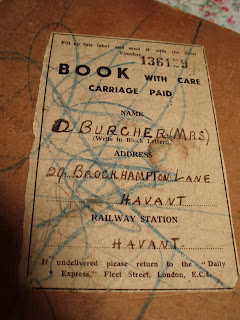 Fill up this label and send it with the other
Voucher.
136129
BOOK WITH CARE
CARRIAGE PAID
NAME
D BURCHER (MRS)
(Write in Block Letters.)
ADDRESS
29 BROCKHAMPTON LANE
HAVANT
RAILWAY STATION
HAVANT.
If undelivered please return to the "Daily
Express," Fleet Street, London, E.C.4.